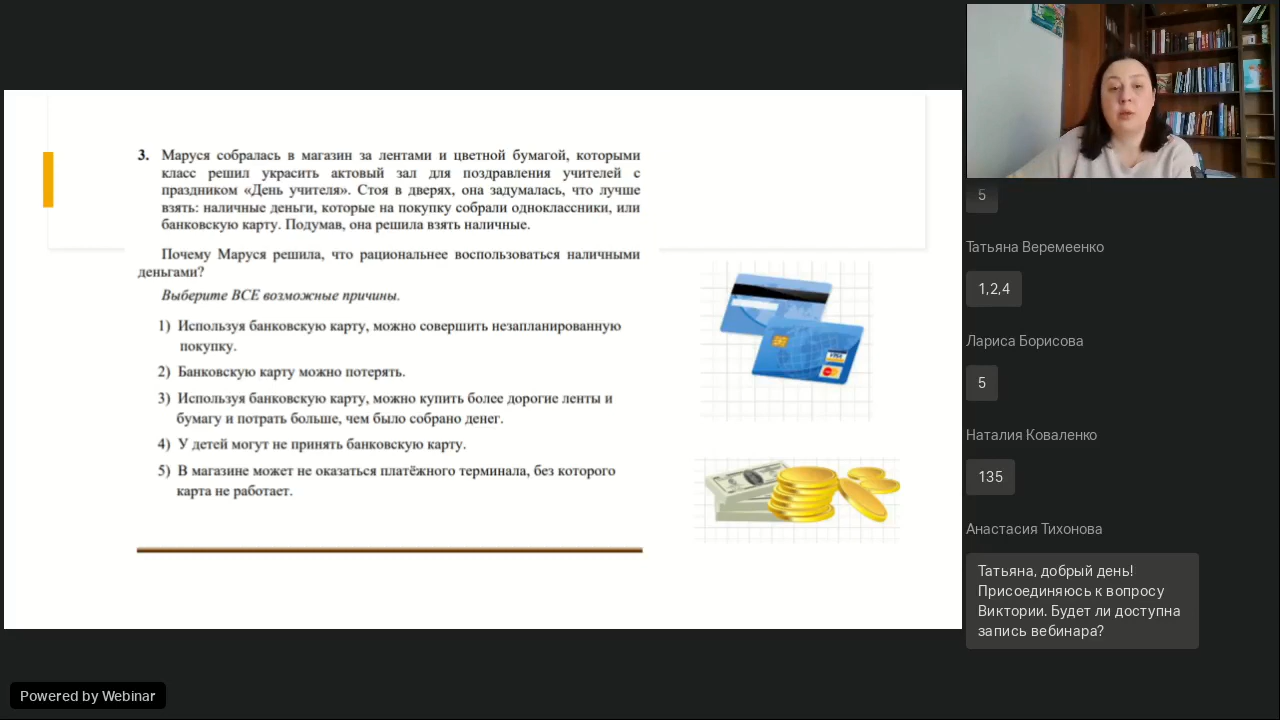 3. Маруся собралась в магазин за лентами и цветной бумагой, которыми
класс решил украсить актовый зал для поздравления учителей с
праздником «День учителя». Стоя в дверях, она задумалась, что лучше
взять: наличные деньги, которые на покупку собрали одноклассники, или
банковскую карту. Подумав, она решила взять наличные.
Почему Маруся решила, что рациональнее воспользоваться наличными
деньгами?
Выберите ВСЕ возможные причины.
1) Используя банковскую карту, можно совершить незапланированную
покупку.
2) Банковскую карту можно потерять.
3) Используя банковскую карту, можно купить более дорогие ленты и
бумагу и потрать больше, чем было собрано денег.
4) У детей могут не принять банковскую карту.
5) В магазине может не оказаться платёжного терминала, без которого
карта не работает.
VISA
5
Татьяна Веремеенко
1,2,4
Лариса Борисова
5
Наталия Коваленко
135
Анастасия Тихонова
Татьяна, добрый день!
Присоединяюсь к вопросу
Виктории. Будет ли доступна
запись вебинара?
Powered by Webinar